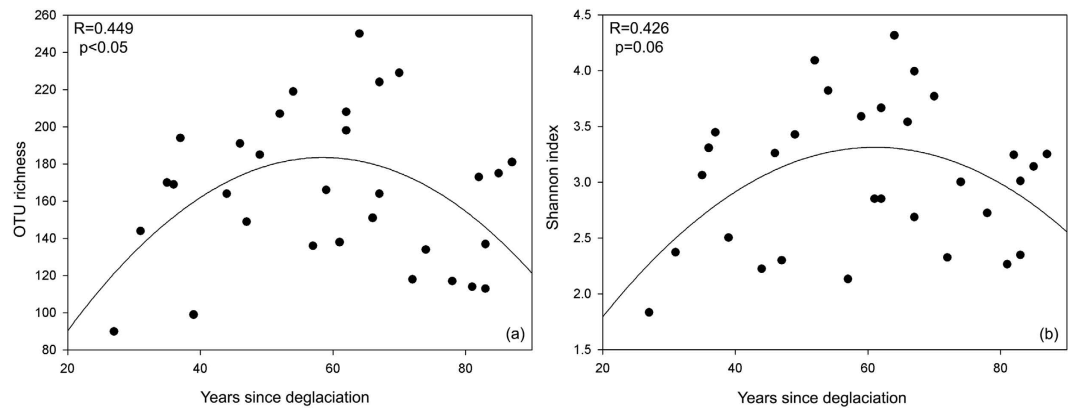 R=0.449
p<0.05
OTU richness
260
240
220
200
180
160
140
120
100
80
20
40
60
80
Years since deglaciation
(a)
R=0.426
p=0.06
Shannon index
4.5
4.0
3.5
3.0
2.5
2.0
1.5
20
40
60
80
Years since deglaciation
(b)